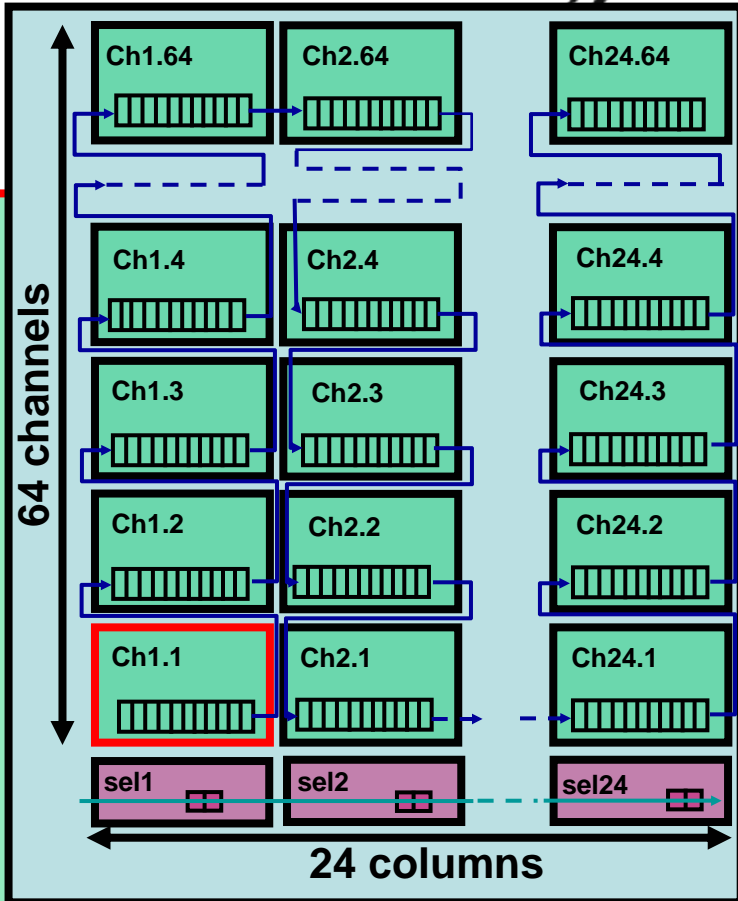 Ch1.64 Ch2.64 Ch24.64
Ch1.4 Ch2.4 Ch24.4
Ch1.3 Ch2.3 Ch24.3
Ch1.2 Ch2.2 Ch24.2
Ch1.1 Ch2.1 Ch24.1
sel1 sel2 sel24
64 channels
24 columns